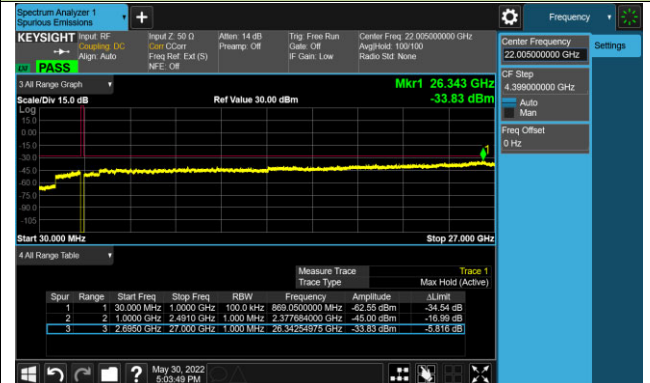 Spectrum Analyzer 1
Spurious Emissions
+
Frequency
KEYSIGHT
Input: RF
Coupling: DC
Align: Auto
Input Z: 50 Ω
Corr CCorr
Freq Ref: Ext (S)
NFE: Off
Atten: 14 dB
Preamp: Off
Trig: Free Run
Gate: Off
IF Gain: Low
Center Freq: 22.005000000 GHz
Avg|Hold: 100/100
Radio Std: None
PASS
Center Frequency
22.005000000 GHz
Settings
CF Step
4.399000000 GHz
Auto
Man
Freq Offset
0 Hz
3 All Range Graph
Mkr1 26.343 GHz
Scale/Div 15.0 dB
Ref Value 30.00 dBm
-33.83 dBm
Log
15.0
0.00
-15.0
-30.0
-45.0
-60.0
-75.0
-90.0
-105
1
Start 30.000 MHz
Stop 27.000 GHz
4 All Range Table
Measure Trace Trace 1
Trace Type Max Hold (Active)
Spur Range Start Freq Stop Freq RBW Frequency Amplitude ΔLimit
1 1 30.000 MHz 1.0000 GHz 100.0 kHz 869.0500000 MHz -62.55 dBm -34.54 dB
2 2 1.0000 GHz 2.4910 GHz 1.000 MHz 2.377684000 GHz -45.00 dBm -16.99 dB
3 3 2.6950 GHz 27.000 GHz 1.000 MHz 26.34254975 GHz -33.83 dBm -5.816 dB
?
May 30, 2022
5:03:49 PM